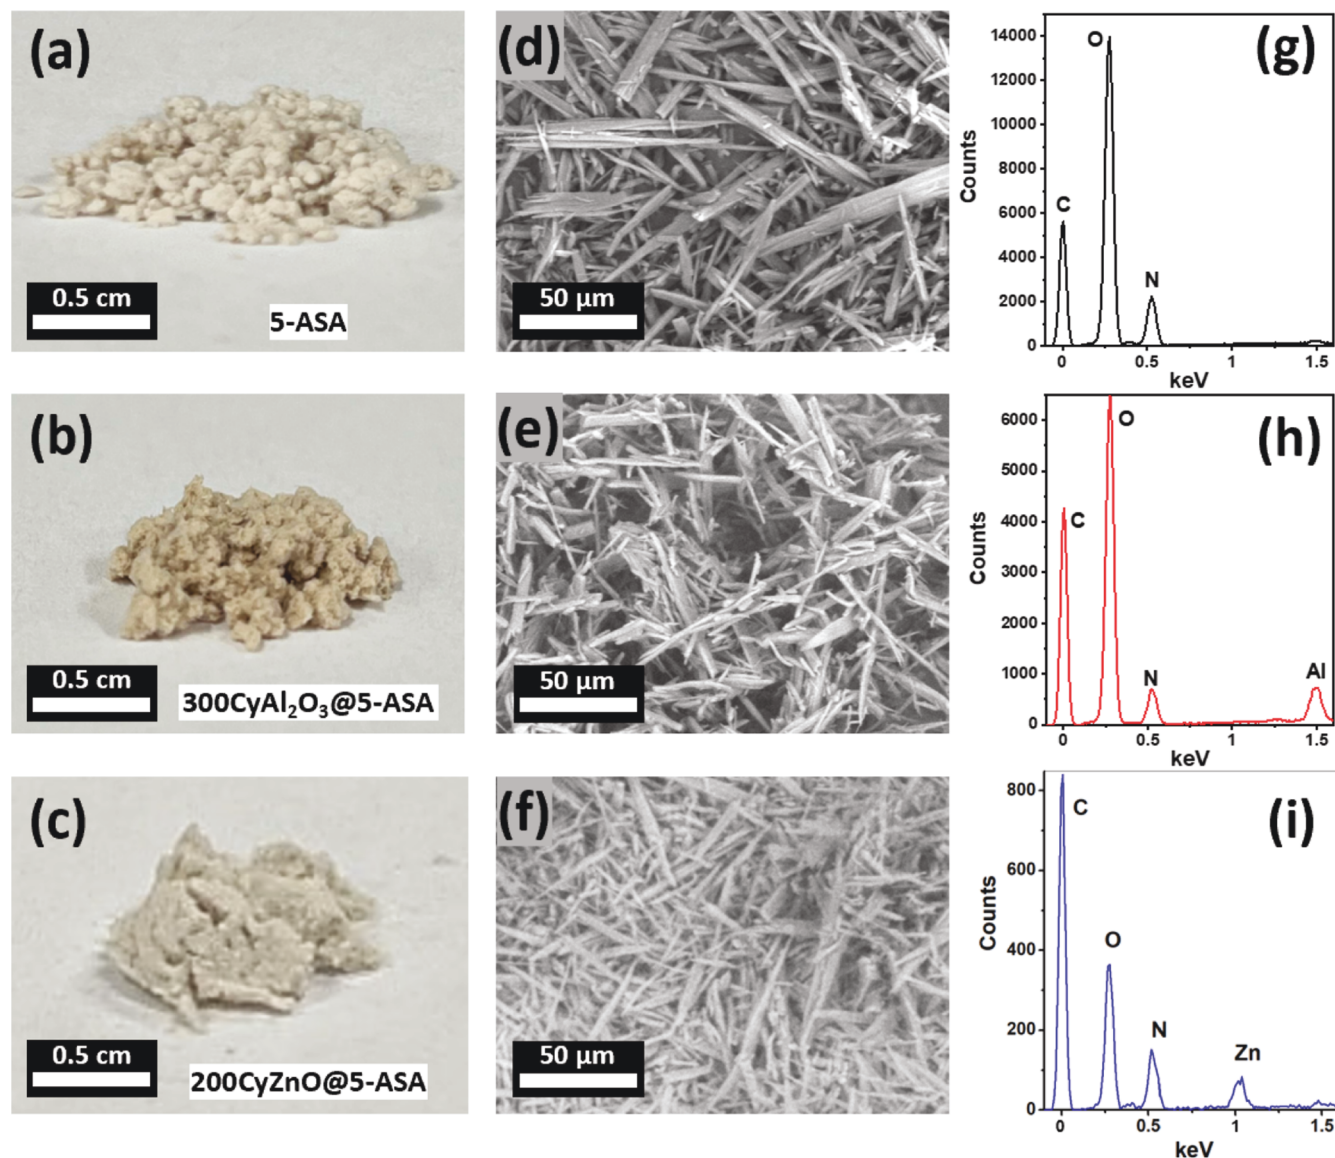 (a)
0.5 cm
5-ASA
(d)
50 µm
(g)
14000
12000
10000
8000
6000
4000
2000
0
Counts
C
O
N
0
0.5
1
1.5
keV
(b)
0.5 cm
300CyAl₂O₃@5-ASA
(e)
50 µm
(h)
6000
5000
4000
3000
2000
1000
0
Counts
C
O
N
Al
0
0.5
1
1.5
keV
(c)
0.5 cm
200CyZnO@5-ASA
(f)
50 µm
(i)
800
600
400
200
0
Counts
C
O
N
Zn
0
0.5
1
1.5
keV